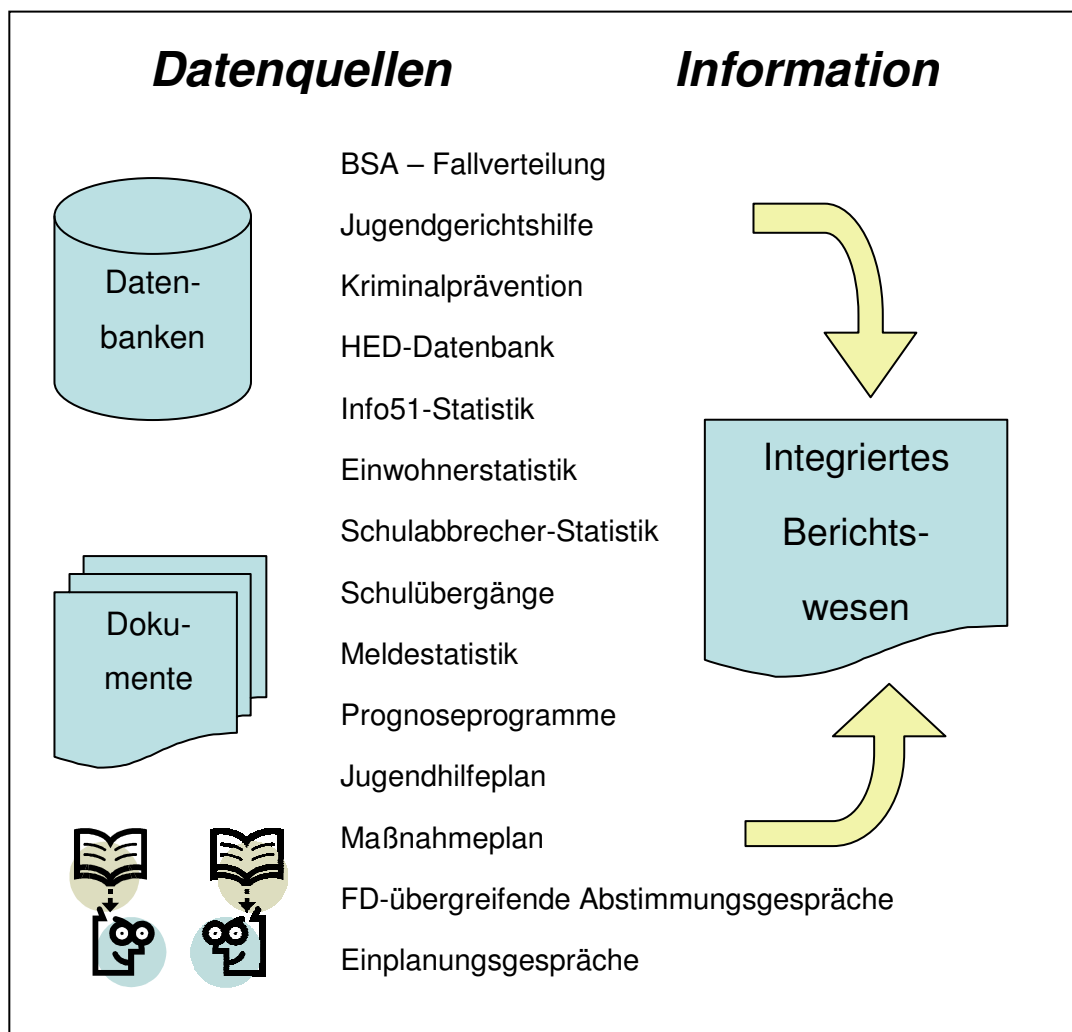 Datenquellen
Information
Daten-
banken
Doku-
mente
BSA – Fallverteilung
Jugendgerichtshilfe
Kriminalprävention
HED-Datenbank
Info51-Statistik
Einwohnerstatistik
Schulabbrecher-Statistik
Schulübergänge
Meldestatistik
Prognoseprogramme
Jugendhilfeplan
Maßnahmeplan
FD-übergreifende Abstimmungsgespräche
Einplanungsgespräche
Integriertes
Berichts-
wesen